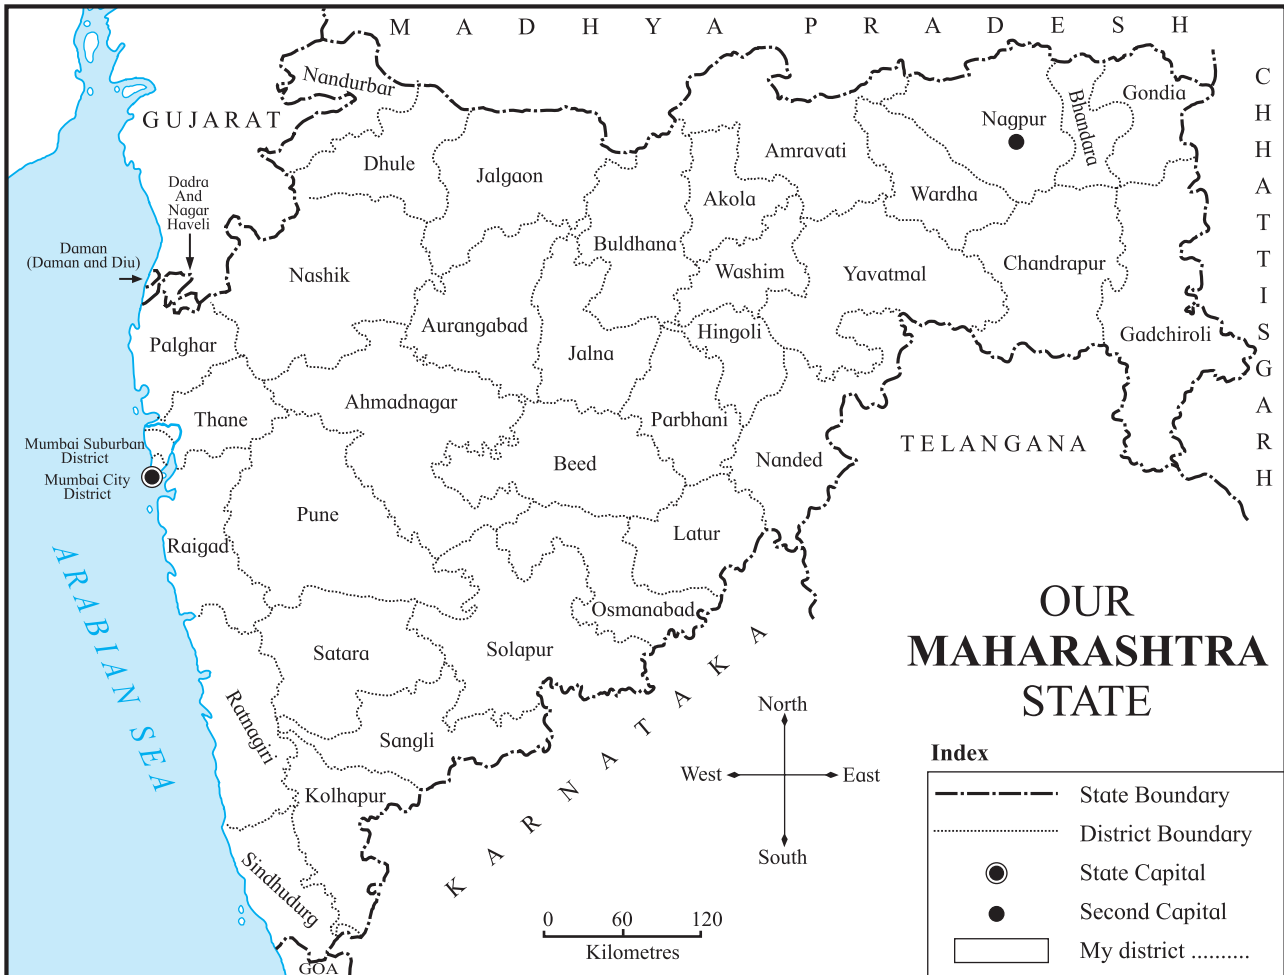 M A D H Y A P R A D E S H
CHHATTISGARH
GUJARAT
Nandurbar
Dhule
Jalgaon
Amravati
Nagpur
Bhandara
Gondia
Dadra
And
Nagar
Haveli
Daman
(Daman and Diu)
Nashik
Buldhana
Akola
Washim
Wardha
Yavatmal
Chandrapur
Gadchiroli
Palghar
Aurangabad
Jalna
Hingoli
Thane
Ahmadnagar
Parbhani
Mumbai Suburban
District
Mumbai City
District
Beed
Nanded
TELANGANA
Pune
Raigad
Latur
Osmanabad
ARABIAN SEA
Satara
Solapur
Ratnagiri
Sangli
Kolhapur
Sindhudurg
GOA
KARNATAKA
OUR
MAHARASHTRA
STATE
North
West
East
South
0 60 120
Kilometres
Index
State Boundary
District Boundary
State Capital
Second Capital
My district ..........